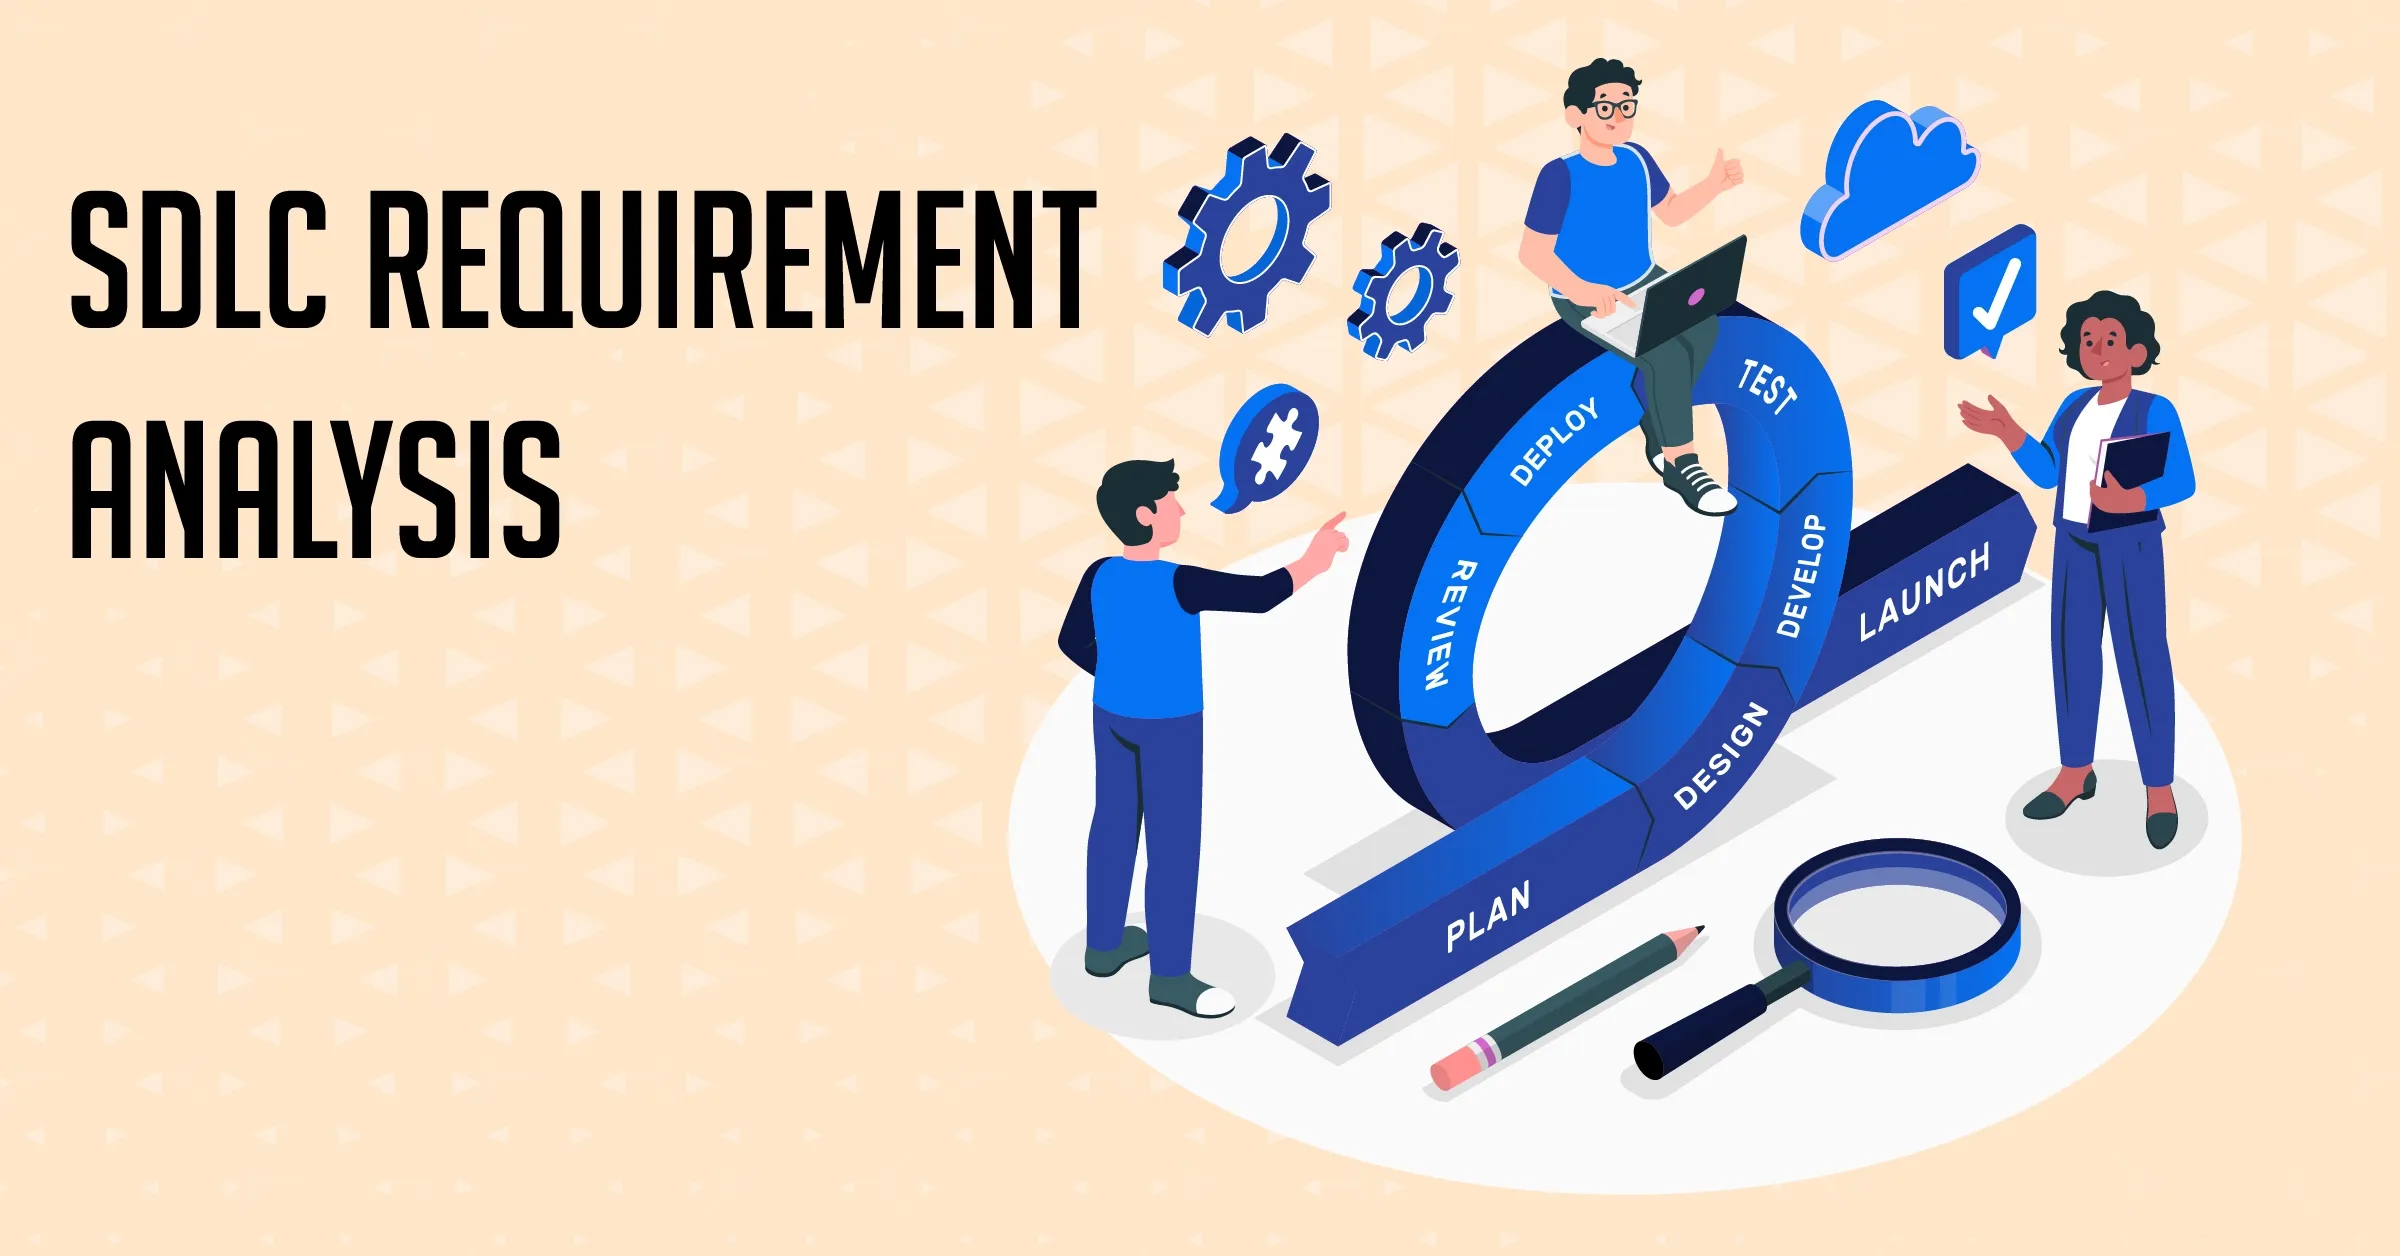 SDLC REQUIREMENT
ANALYSIS
PLAN
DESIGN
DEVELOP
TEST
DEPLOY
REVIEW
LAUNCH